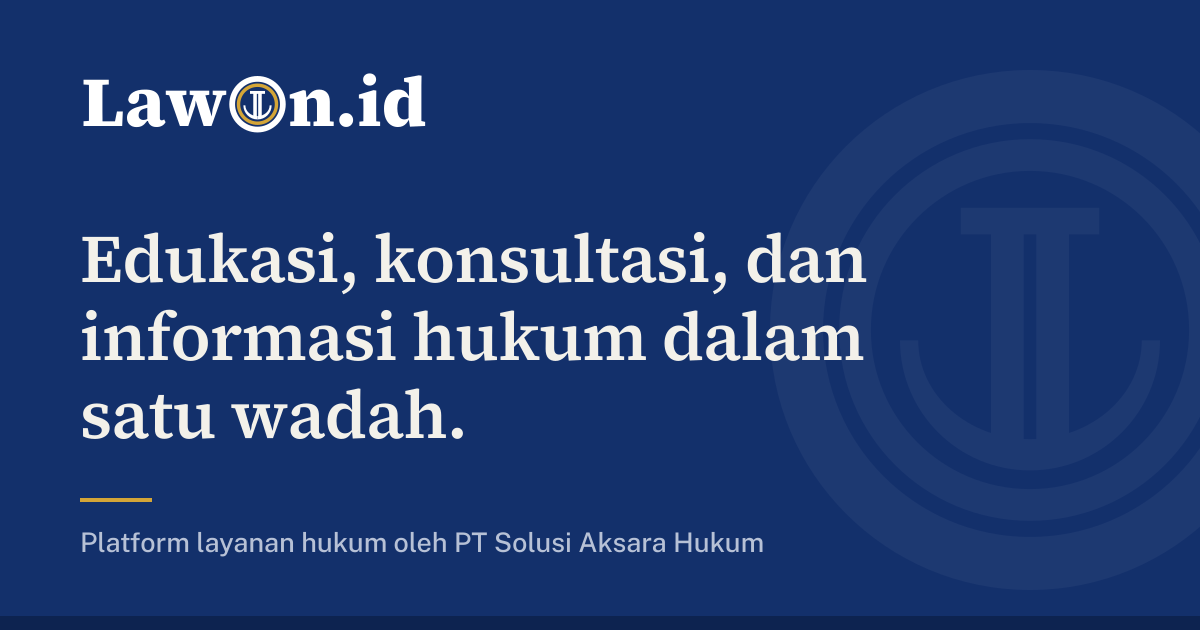 LawOn.id
Edukasi, konsultasi, dan
informasi hukum dalam
satu wadah.
Platform layanan hukum oleh PT Solusi Aksara Hukum